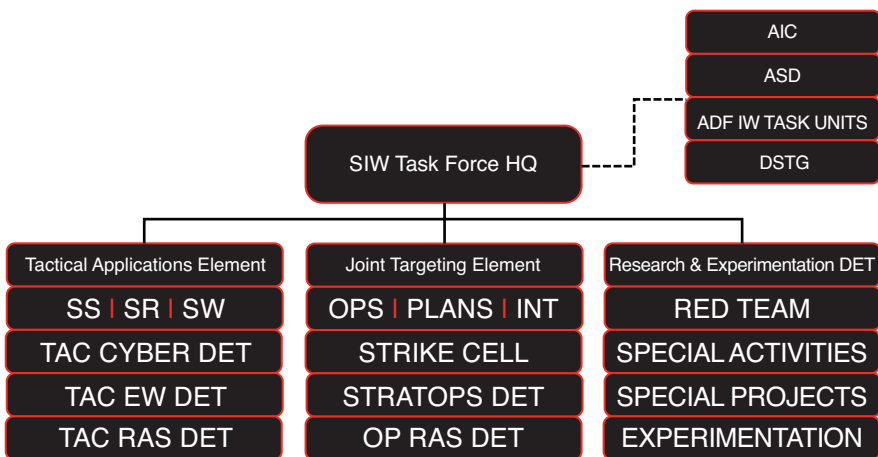 AIC
ASD
ADF IW TASK UNITS
DSTG
SIW Task Force HQ
Tactical Applications Element
SS | SR | SW
TAC CYBER DET
TAC EW DET
TAC RAS DET
Joint Targeting Element
OPS | PLANS | INT
STRIKE CELL
STRATOPS DET
OP RAS DET
Research & Experimentation DET
RED TEAM
SPECIAL ACTIVITIES
SPECIAL PROJECTS
EXPERIMENTATION